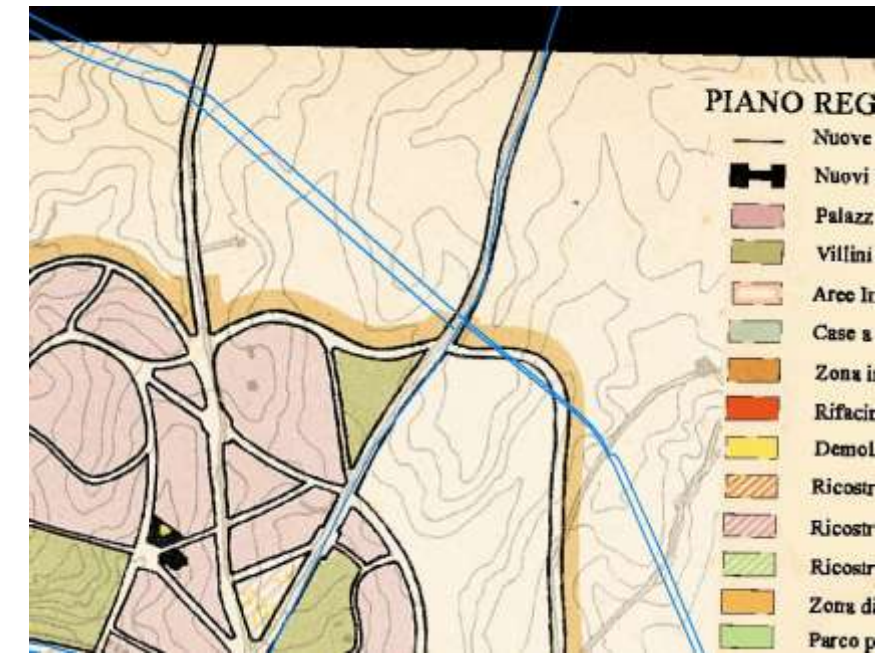 PIANO REG
Nuove
Nuovi
Palazz
Villini
Aree In
Case a
Zona in
Rifacin
Demol
Ricostr
Ricostr
Ricostr
Zona di
Parco p